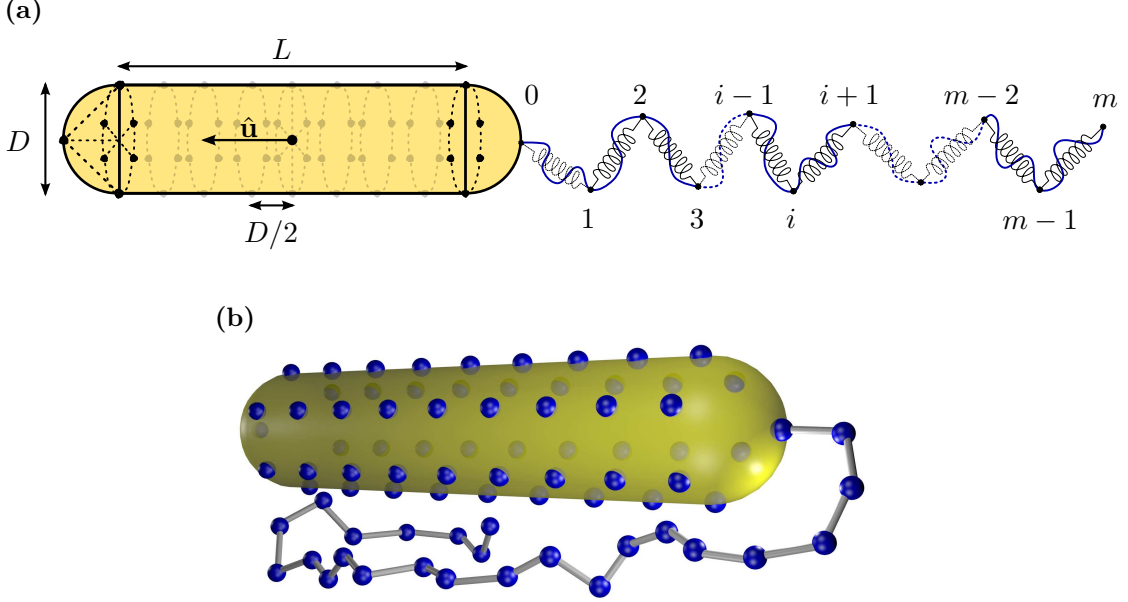 (a)
L
D
û
D/2
0 2 i − 1 i + 1 m − 2 m
1 3 i m − 1
(b)